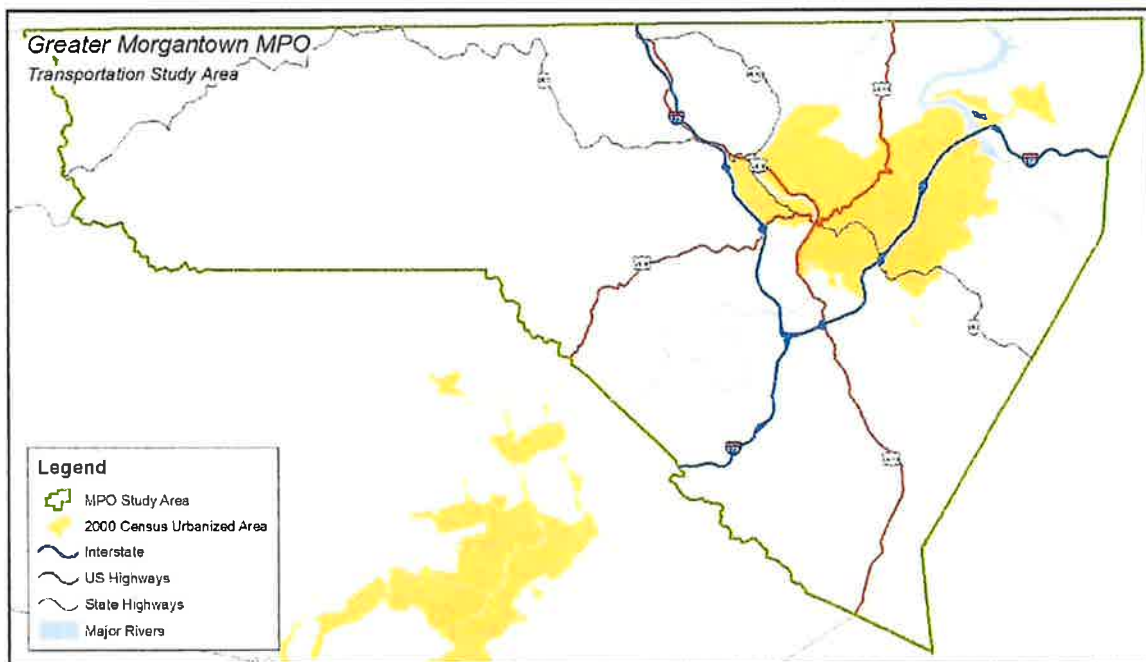 Greater Morgantown MPO
Transportation Study Area
Legend
MPO Study Area
2000 Census Urbanized Area
Interstate
US Highways
State Highways
Major Rivers